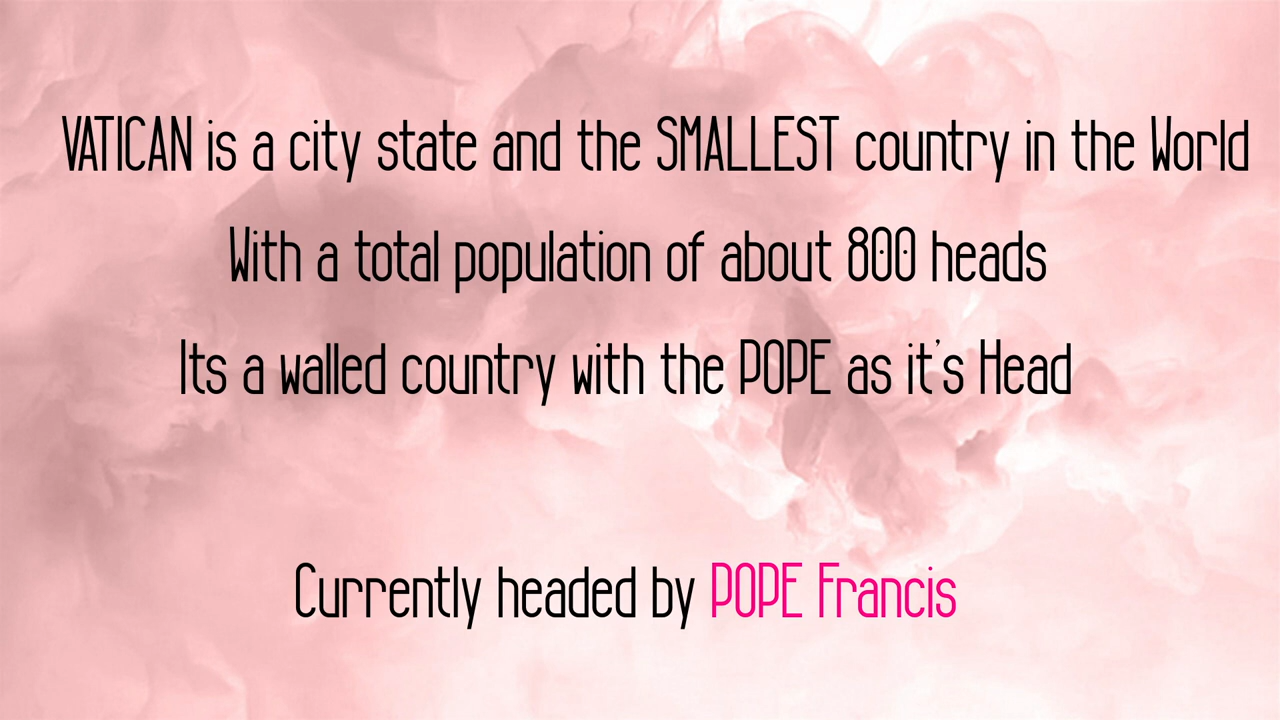 VATICAN is a city state and the SMALLEST country in the World
With a total population of about 800 heads
Its a walled country with the POPE as it's Head
Currently headed by POPE Francis